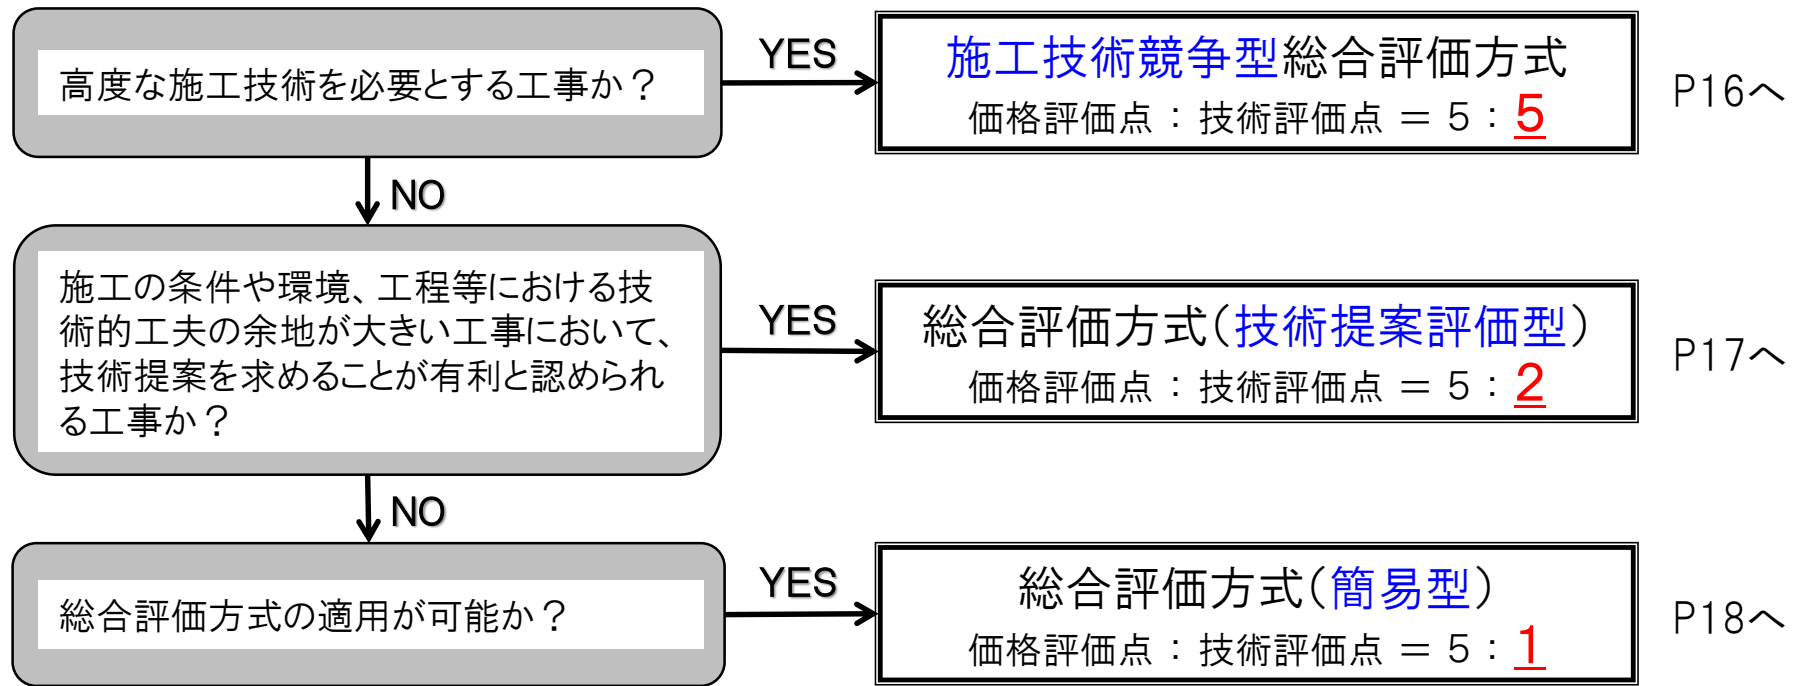 高度な施工技術を必要とする工事か？
YES
施工技術競争型総合評価方式
価格評価点：技術評価点 ＝ 5：5
P16へ
NO
施工の条件や環境、工程等における技
術的工夫の余地が大きい工事において、
技術提案を求めることが有利と認められ
る工事か？
YES
総合評価方式（技術提案評価型）
価格評価点：技術評価点 ＝ 5：2
P17へ
NO
総合評価方式の適用が可能か？
YES
総合評価方式（簡易型）
価格評価点：技術評価点 ＝ 5：1
P18へ